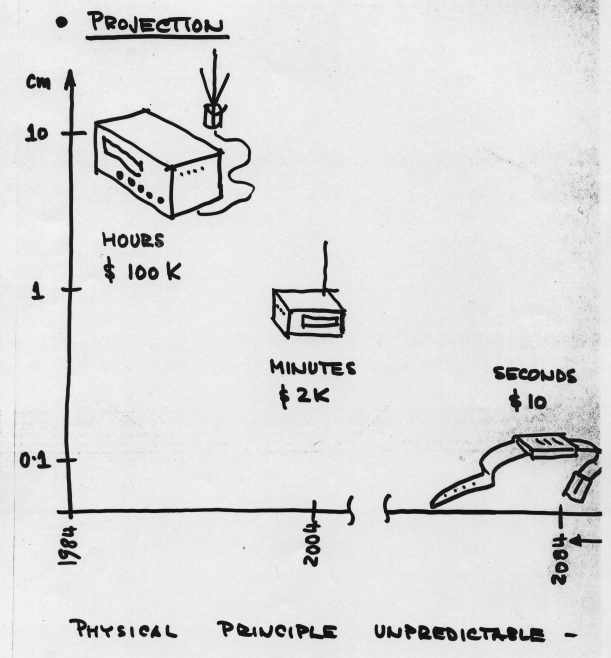 • PROJECTION
cm
10
HOURS
$ 100 K
1
MINUTES
$ 2K
SECONDS
$ 10
0.1
1984
2004
2084
PHYSICAL PRINCIPLE UNPREDICTABLE -